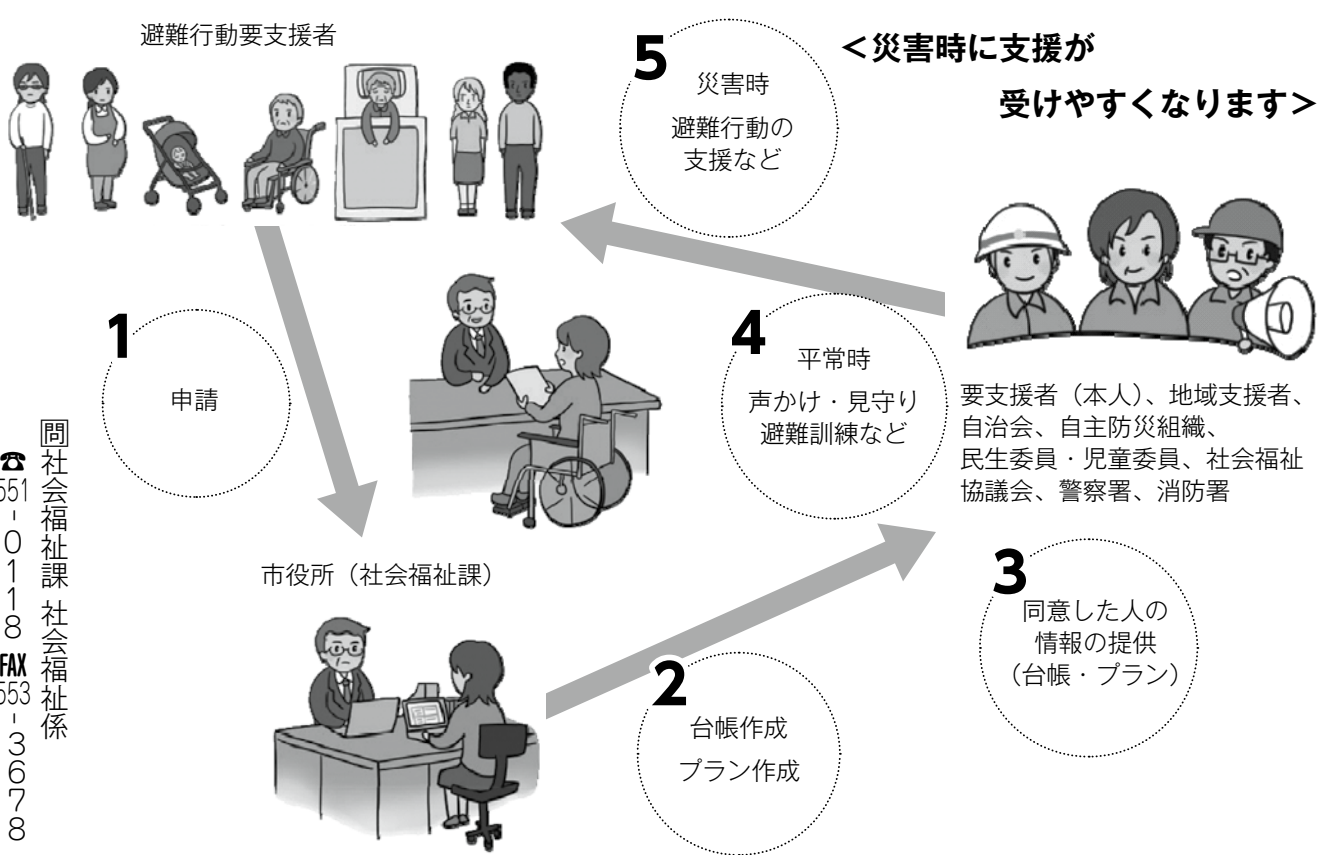 避難行動要支援者
<災害時に支援が
受けやすくなります>
1
申請
市役所(社会福祉課)
2
台帳作成
プラン作成
3
同意した人の
情報の提供
(台帳・プラン)
要支援者(本人)、地域支援者、
自治会、自主防災組織、
民生委員・児童委員、社会福祉
協議会、警察署、消防署
4
平常時
声かけ・見守り
避難訓練など
5
災害時
避難行動の
支援など
問社会福祉課 社会福祉係
☎551-0118 FAX553-3678